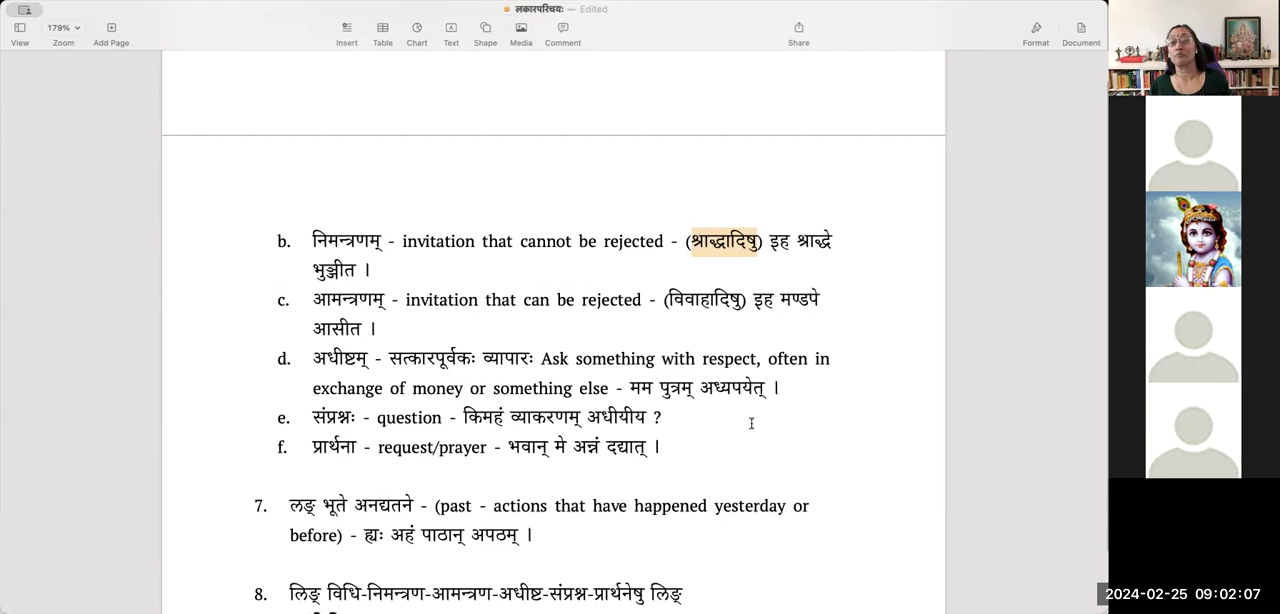 लकारपरिचयः — Edited
179%
View Zoom Add Page Insert Table Chart Text Shape Media Comment Share Format Document
b. निमन्त्रणम् - invitation that cannot be rejected - (श्राद्धादिषु) इह श्राद्धे
भुञ्जीत ।
c. आमन्त्रणम् - invitation that can be rejected - (विवाहादिषु) इह मण्डपे
आसीत ।
d. अधीष्टम् - सत्कारपूर्वकः व्यापारः Ask something with respect, often in
exchange of money or something else - मम पुत्रम् अध्यपयेत् ।
e. संप्रश्नः - question - किमहं व्याकरणम् अधीयीय ?
f. प्रार्थना - request/prayer - भवान् मे अन्नं दद्यात् ।
7. लङ् भूते अनद्यतने - (past - actions that have happened yesterday or
before) - ह्यः अहं पाठान् अपठम् ।
8. लिङ् विधि-निमन्त्रण-आमन्त्रण-अधीष्ट-संप्रश्न-प्रार्थनेषु लिङ्
2024-02-25 09:02:07